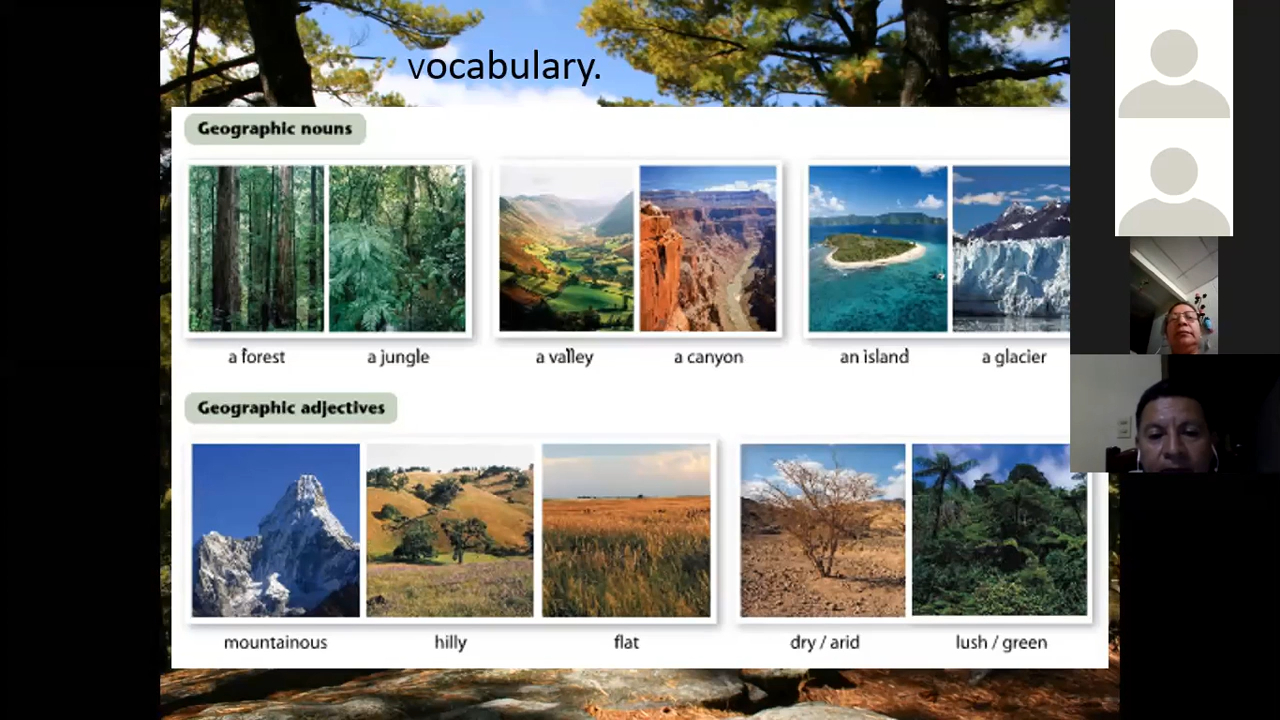 vocabulary.
Geographic nouns
a forest a jungle a valley a canyon an island a glacier
Geographic adjectives
mountainous hilly flat dry / arid lush / green